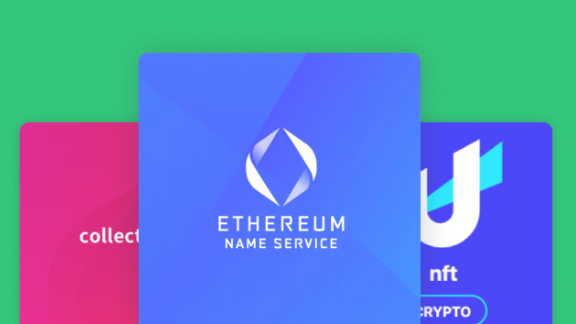 collect
ETHEREUM
NAME SERVICE
nft
CRYPTO